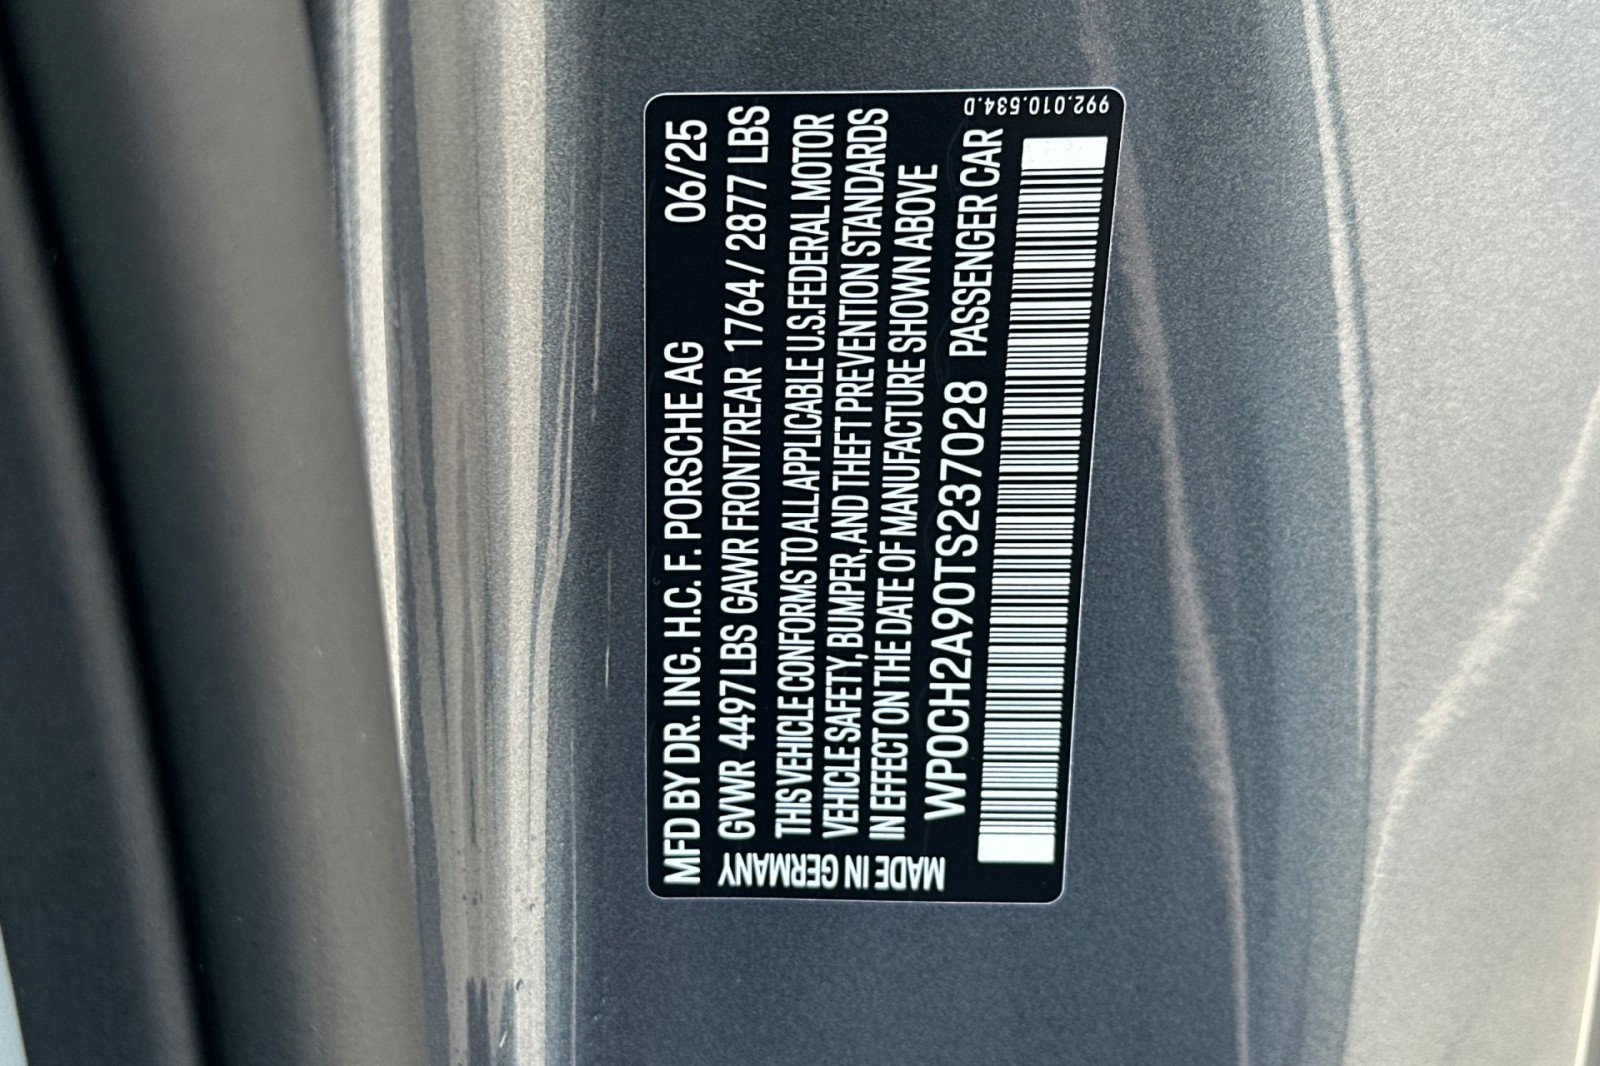 MFD BY DR. ING. H.C. F. PORSCHE AG 06/25
GVWR 4497 LBS GAWR FRONT/REAR 1764/2877 LBS
THIS VEHICLE CONFORMS TO ALL APPLICABLE U.S. FEDERAL MOTOR
VEHICLE SAFETY, BUMPER, AND THEFT PREVENTION STANDARDS
IN EFFECT ON THE DATE OF MANUFACTURE SHOWN ABOVE
WP0CH2A90TS237028 PASSENGER CAR
MADE IN GERMANY
992.010.534.D